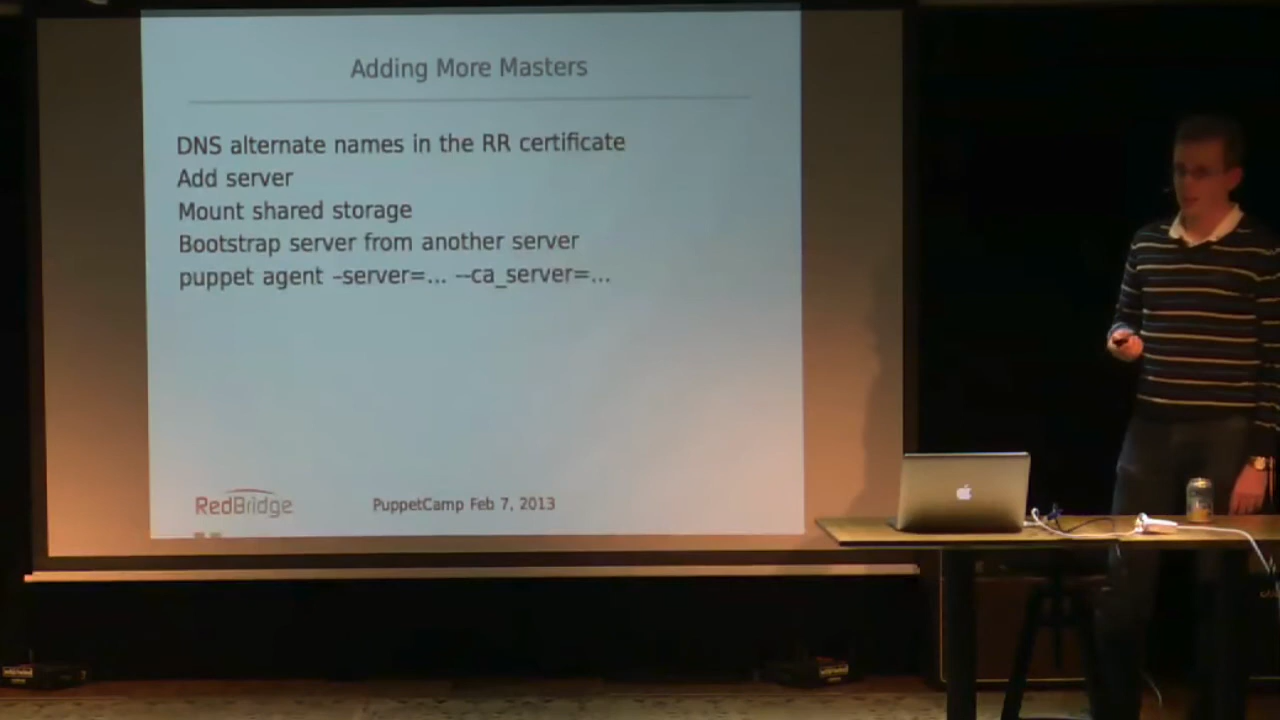 Adding More Masters
DNS alternate names in the RR certificate
Add server
Mount shared storage
Bootstrap server from another server
puppet agent –server=... --ca_server=...
RedBridge
PuppetCamp Feb 7, 2013